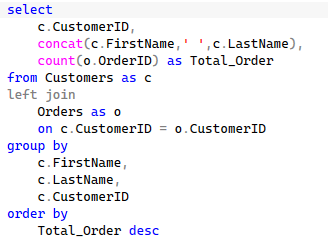 select
    c.CustomerID,
    concat(c.FirstName,' ',c.LastName),
    count(o.OrderID) as Total_Order
from Customers as c
left join
    Orders as o
    on c.CustomerID = o.CustomerID
group by
    c.FirstName,
    c.LastName,
    c.CustomerID
order by
    Total_Order desc